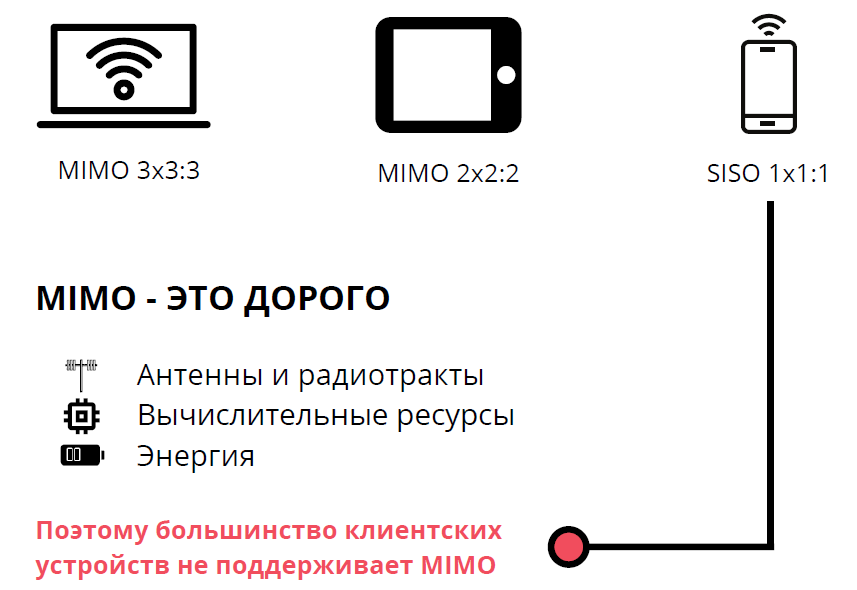 MIMO 3x3:3
MIMO 2x2:2
SISO 1x1:1
MIMO - ЭТО ДОРОГО
Антенны и радиотракты
Вычислительные ресурсы
Энергия
Поэтому большинство клиентских
устройств не поддерживает MIMO